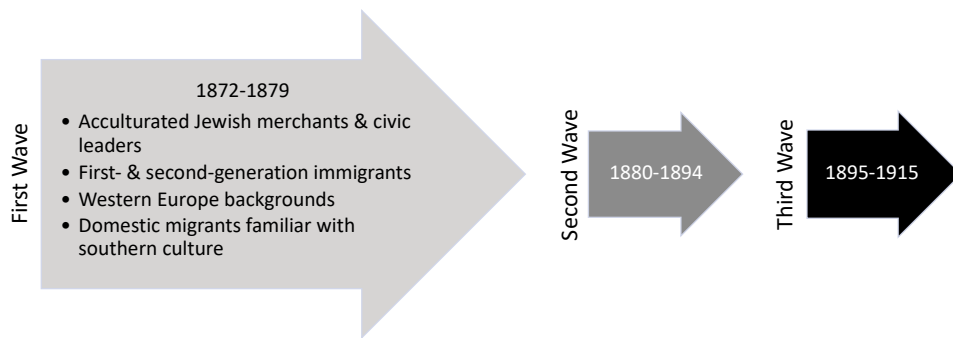 First Wave
1872-1879
• Acculturated Jewish merchants & civic
leaders
• First- & second-generation immigrants
• Western Europe backgrounds
• Domestic migrants familiar with
southern culture
Second Wave
1880-1894
Third Wave
1895-1915